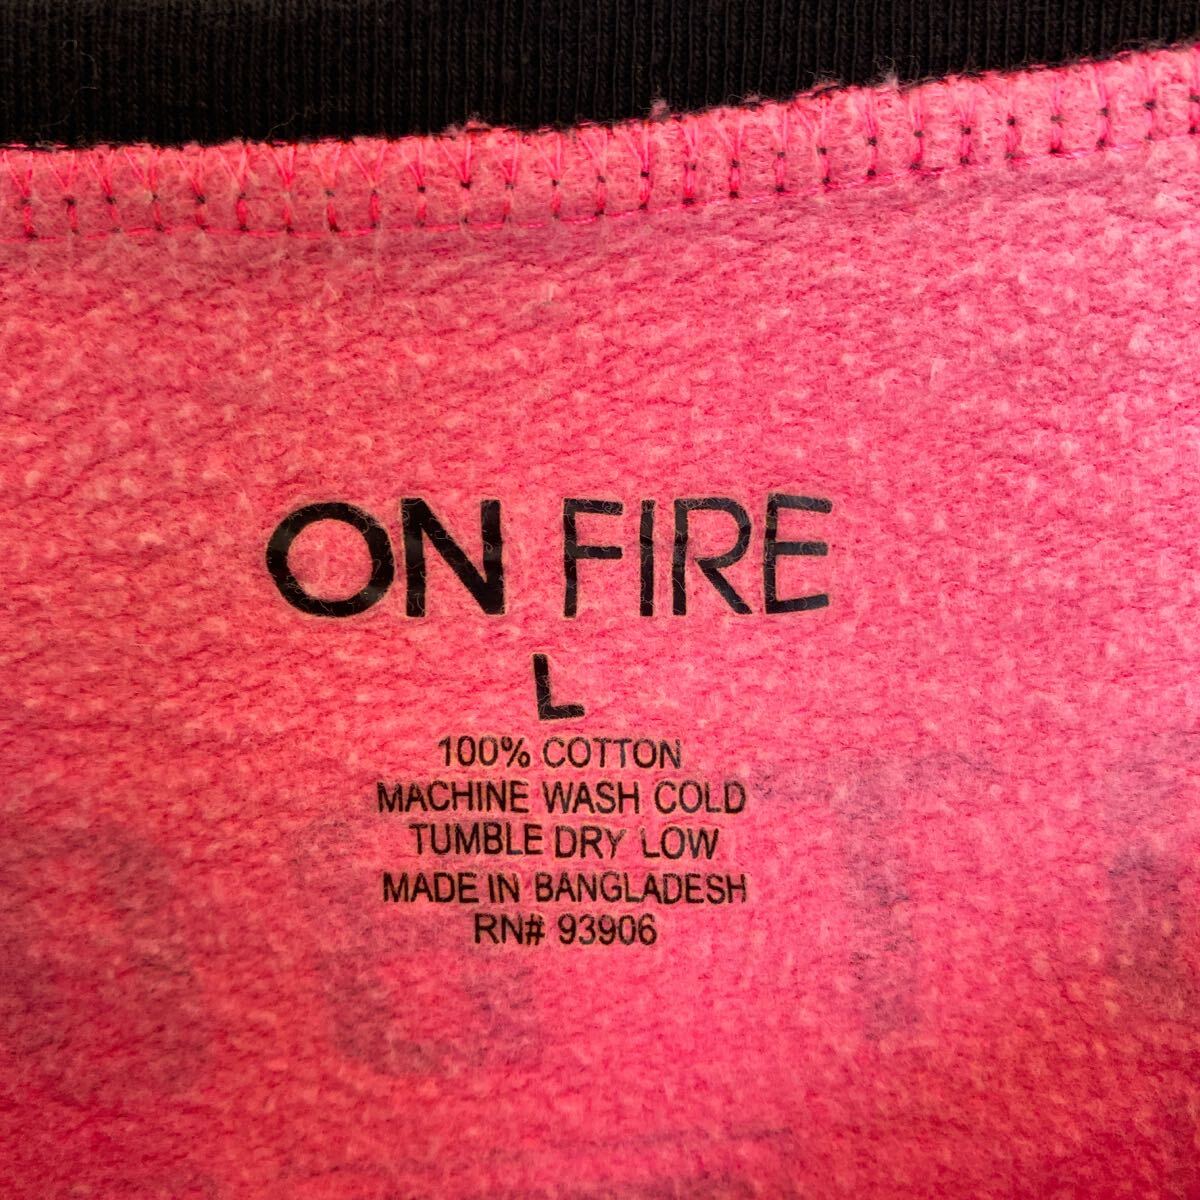 ON FIRE
L
100% COTTON
MACHINE WASH COLD
TUMBLE DRY LOW
MADE IN BANGLADESH
RN# 93906